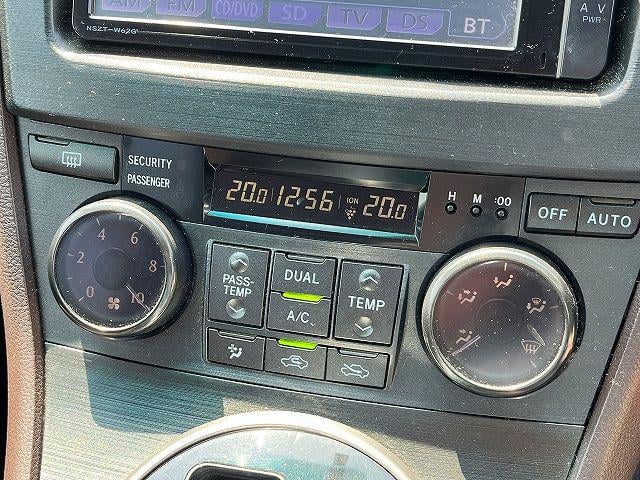 AM FM CD/DVD SD TV DS BT
A V
PWR
NSZT-W62G
SECURITY
PASSENGER
20.0 12:56 ION 20.0
H M :00
OFF AUTO
0 2 4 6 8 10
PASS-
TEMP
DUAL
A/C
TEMP